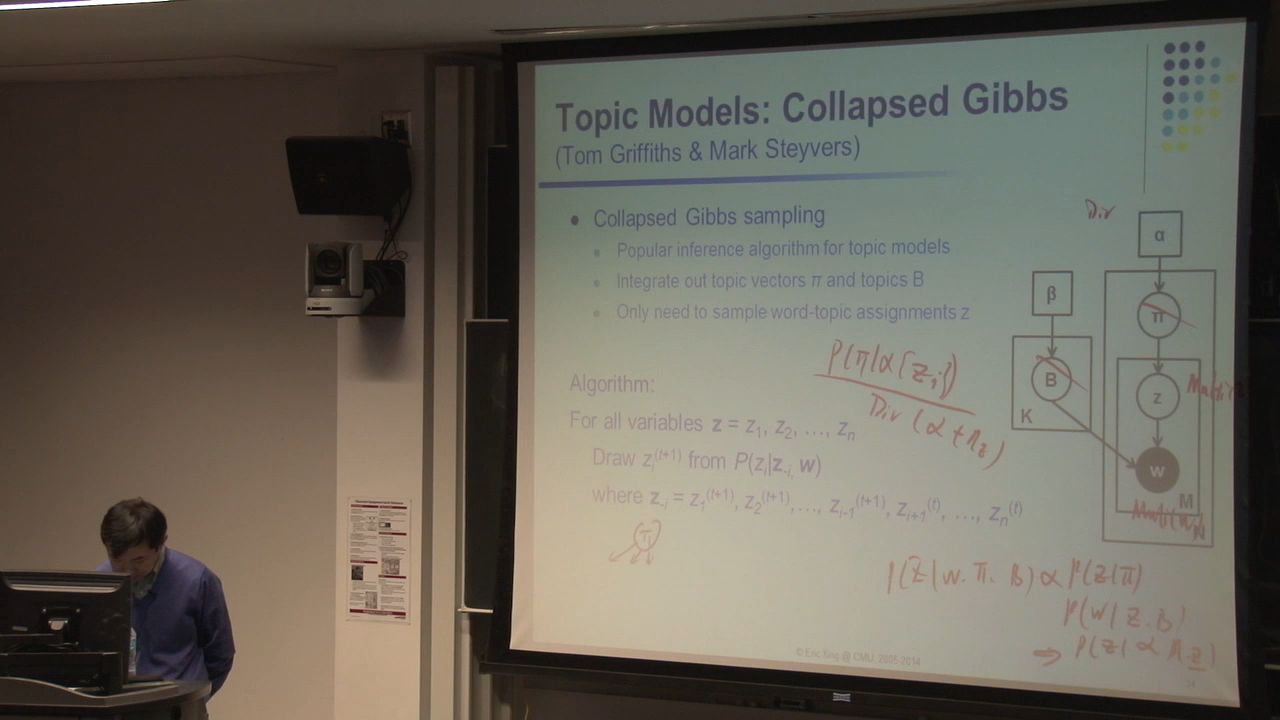 Topic Models: Collapsed Gibbs
(Tom Griffiths & Mark Steyvers)
Collapsed Gibbs sampling
Popular inference algorithm for topic models
Integrate out topic vectors π and topics B
Only need to sample word-topic assignments z
Algorithm:
For all variables z = z₁, z₂, …, zₙ
Draw zᵢ⁽ᵗ⁺¹⁾ from P(zᵢ|z₋ᵢ, w)
where z₋ᵢ = z₁⁽ᵗ⁺¹⁾, z₂⁽ᵗ⁺¹⁾,…, zᵢ₋₁⁽ᵗ⁺¹⁾, zᵢ₊₁⁽ᵗ⁾, …, zₙ⁽ᵗ⁾
π
Dir
α
β
π
B
K
z
w
M
N
P(π|α{zᵢ})
Dir(α+n_z)
P(z|w.π.B)∝P(z|π)
P(w|z.B)
⇒ P(z|α n.z)
© Eric Xing @ CMU, 2005-2014